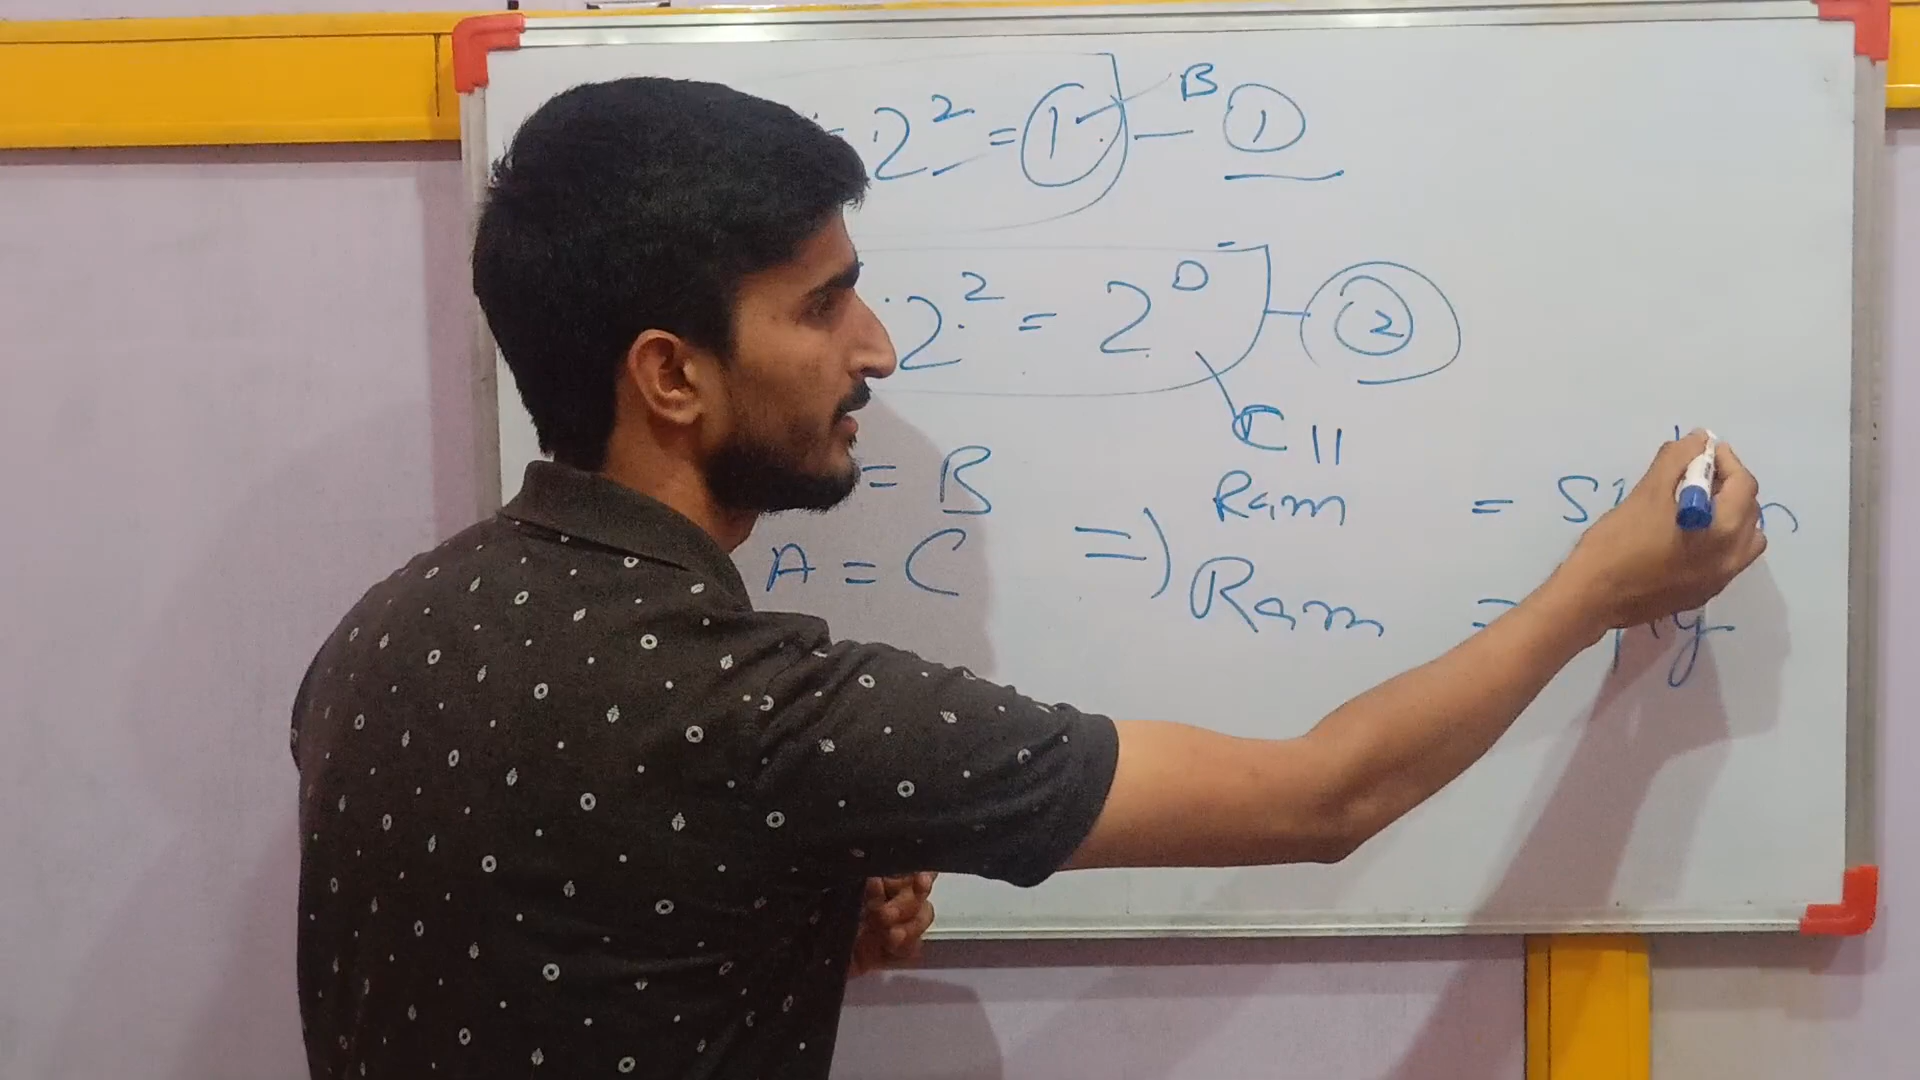 2² = 1 — B ①
2² = 2⁰ — ②
C ||
= B
Ram =
A = C ⇒ Ram =